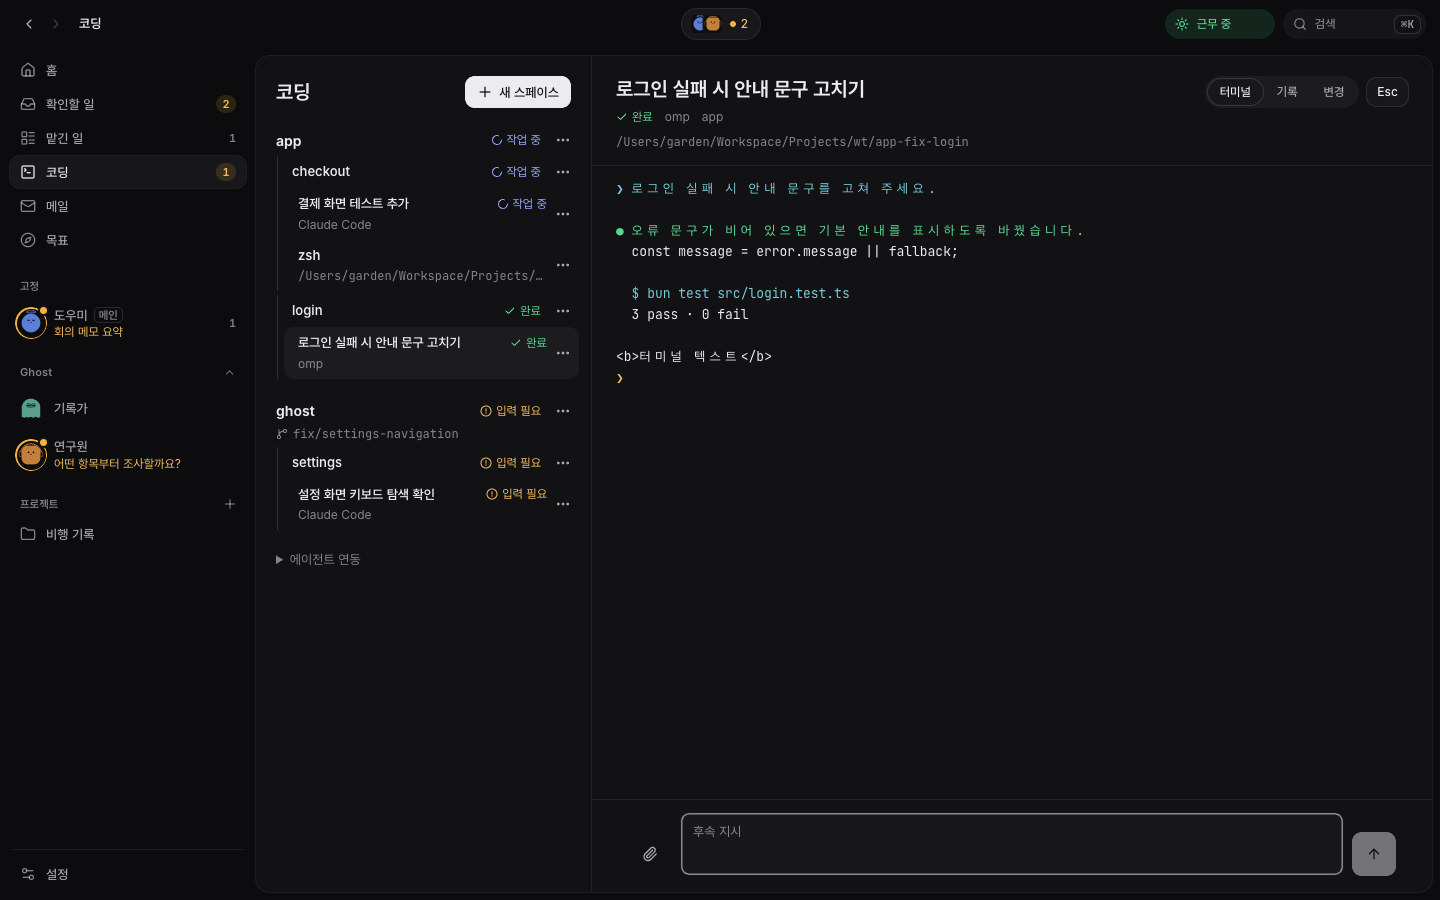 코딩
2
근무 중
검색
⌘K
홈
확인할 일
2
맡긴 일
1
코딩
1
메일
목표
고정
도우미
메인
회의 메모 요약
1
Ghost
기록가
연구원
어떤 항목부터 조사할까요?
프로젝트
비행 기록
설정
코딩
새 스페이스
app
작업 중
checkout
작업 중
결제 화면 테스트 추가
작업 중
Claude Code
zsh
/Users/garden/Workspace/Projects/…
login
완료
로그인 실패 시 안내 문구 고치기
완료
omp
ghost
입력 필요
fix/settings-navigation
settings
입력 필요
설정 화면 키보드 탐색 확인
입력 필요
Claude Code
에이전트 연동
로그인 실패 시 안내 문구 고치기
완료 omp app
/Users/garden/Workspace/Projects/wt/app-fix-login
터미널
기록
변경
Esc
❯ 로그인 실패 시 안내 문구를 고쳐 주세요.
● 오류 문구가 비어 있으면 기본 안내를 표시하도록 바꿨습니다.
const message = error.message || fallback;
$ bun test src/login.test.ts
3 pass · 0 fail
<b>터미널 텍스트</b>
❯
후속 지시